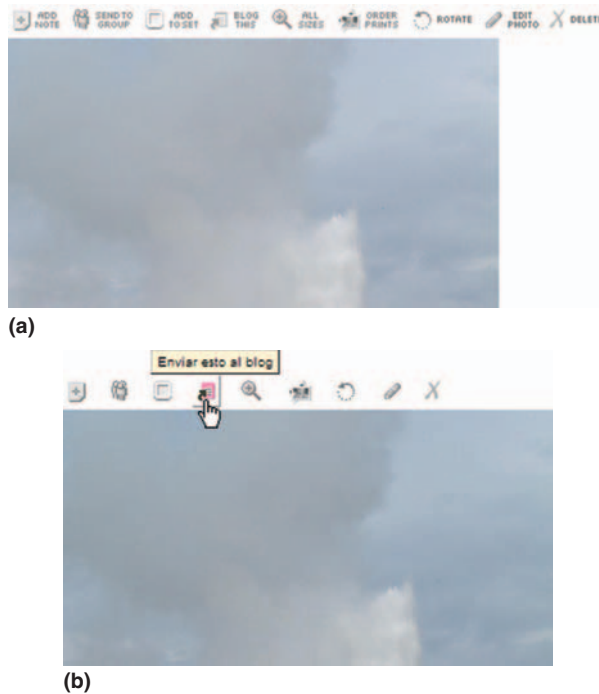 ADD NOTE SEND TO GROUP ADD TO SET BLOG THIS ALL SIZES ORDER PRINTS ROTATE EDIT PHOTO DELETE
(a)
Enviar esto al blog
(b)